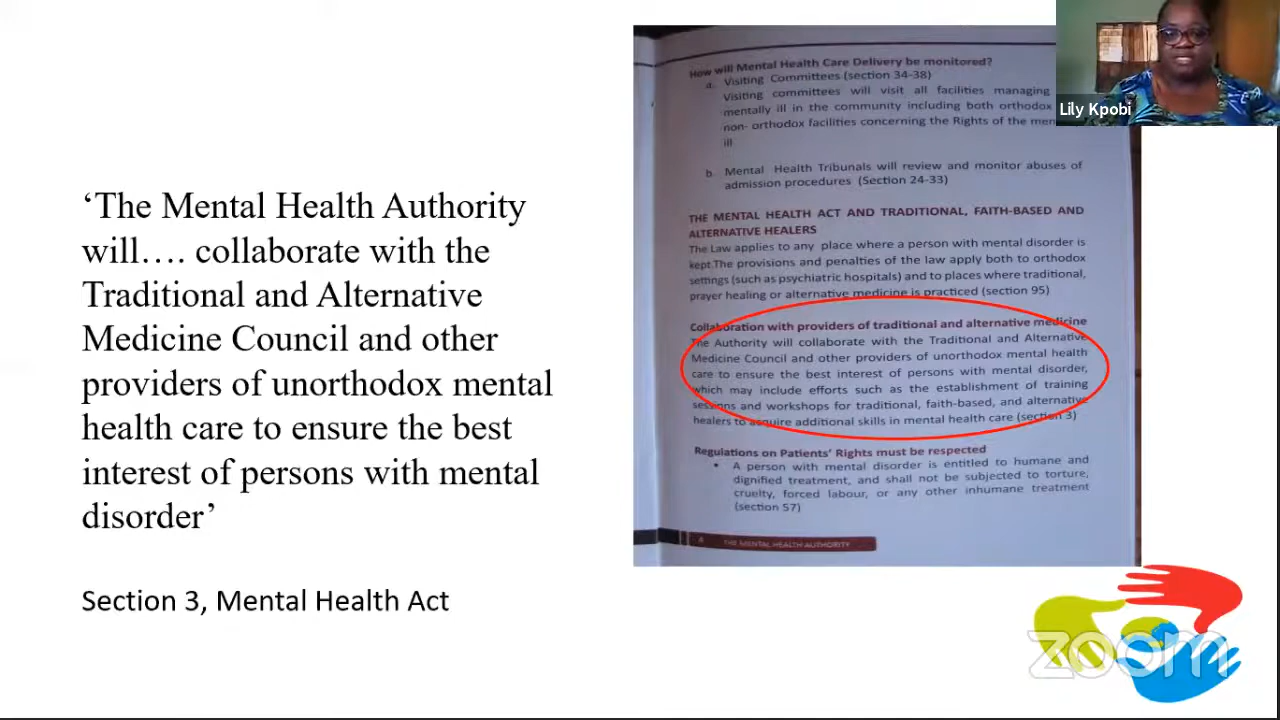 ‘The Mental Health Authority
will…. collaborate with the
Traditional and Alternative
Medicine Council and other
providers of unorthodox mental
health care to ensure the best
interest of persons with mental
disorder’
Section 3, Mental Health Act
How will Mental Health Care Delivery be monitored?
a. Visiting Committees (section 34-38)
Visiting committees will visit all facilities managing
mentally ill in the community including both orthodox
non- orthodox facilities concerning the Rights of the
ill
b. Mental Health Tribunals will review and monitor abuses of
admission procedures (Section 24-33)
THE MENTAL HEALTH ACT AND TRADITIONAL, FAITH-BASED AND
ALTERNATIVE HEALERS
The Law applies to any place where a person with mental disorder is
kept.The provisions and penalties of the law apply both to orthodox
settings (such as psychiatric hospitals) and to places where traditional,
prayer healing or alternative medicine is practiced (section 95)
Collaboration with providers of traditional and alternative medicine
The Authority will collaborate with the Traditional and Alternative
Medicine Council and other providers of unorthodox mental health
care to ensure the best interest of persons with mental disorder,
which may include efforts such as the establishment of training
sessions and workshops for traditional, faith-based, and alternative
healers to acquire additional skills in mental health care (section 3)
Regulations on Patients' Rights must be respected
• A person with mental disorder is entitled to humane and
dignified treatment, and shall not be subjected to torture,
cruelty, forced labour, or any other inhumane treatment
(section 57)
THE MENTAL HEALTH AUTHORITY
Lily Kpobi
zoom